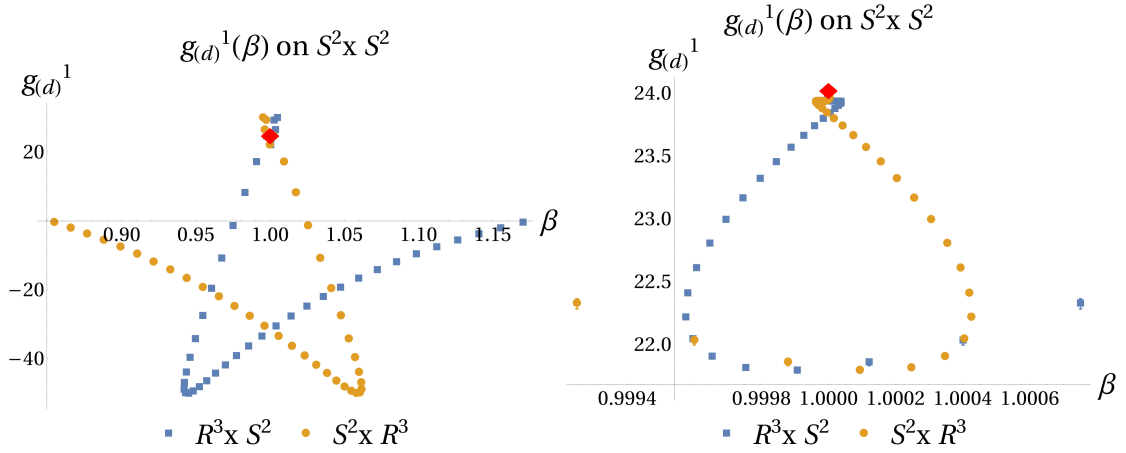 g(d)¹(β) on S²x S²
g(d)¹
20
−20
−40
0.90 0.95 1.00 1.05 1.10 1.15 β
R³x S² S²x R³
g(d)¹(β) on S²x S²
g(d)¹
24.0
23.5
23.0
22.5
22.0
0.9994 0.9998 1.0000 1.0002 1.0004 1.0006 β
R³x S² S²x R³